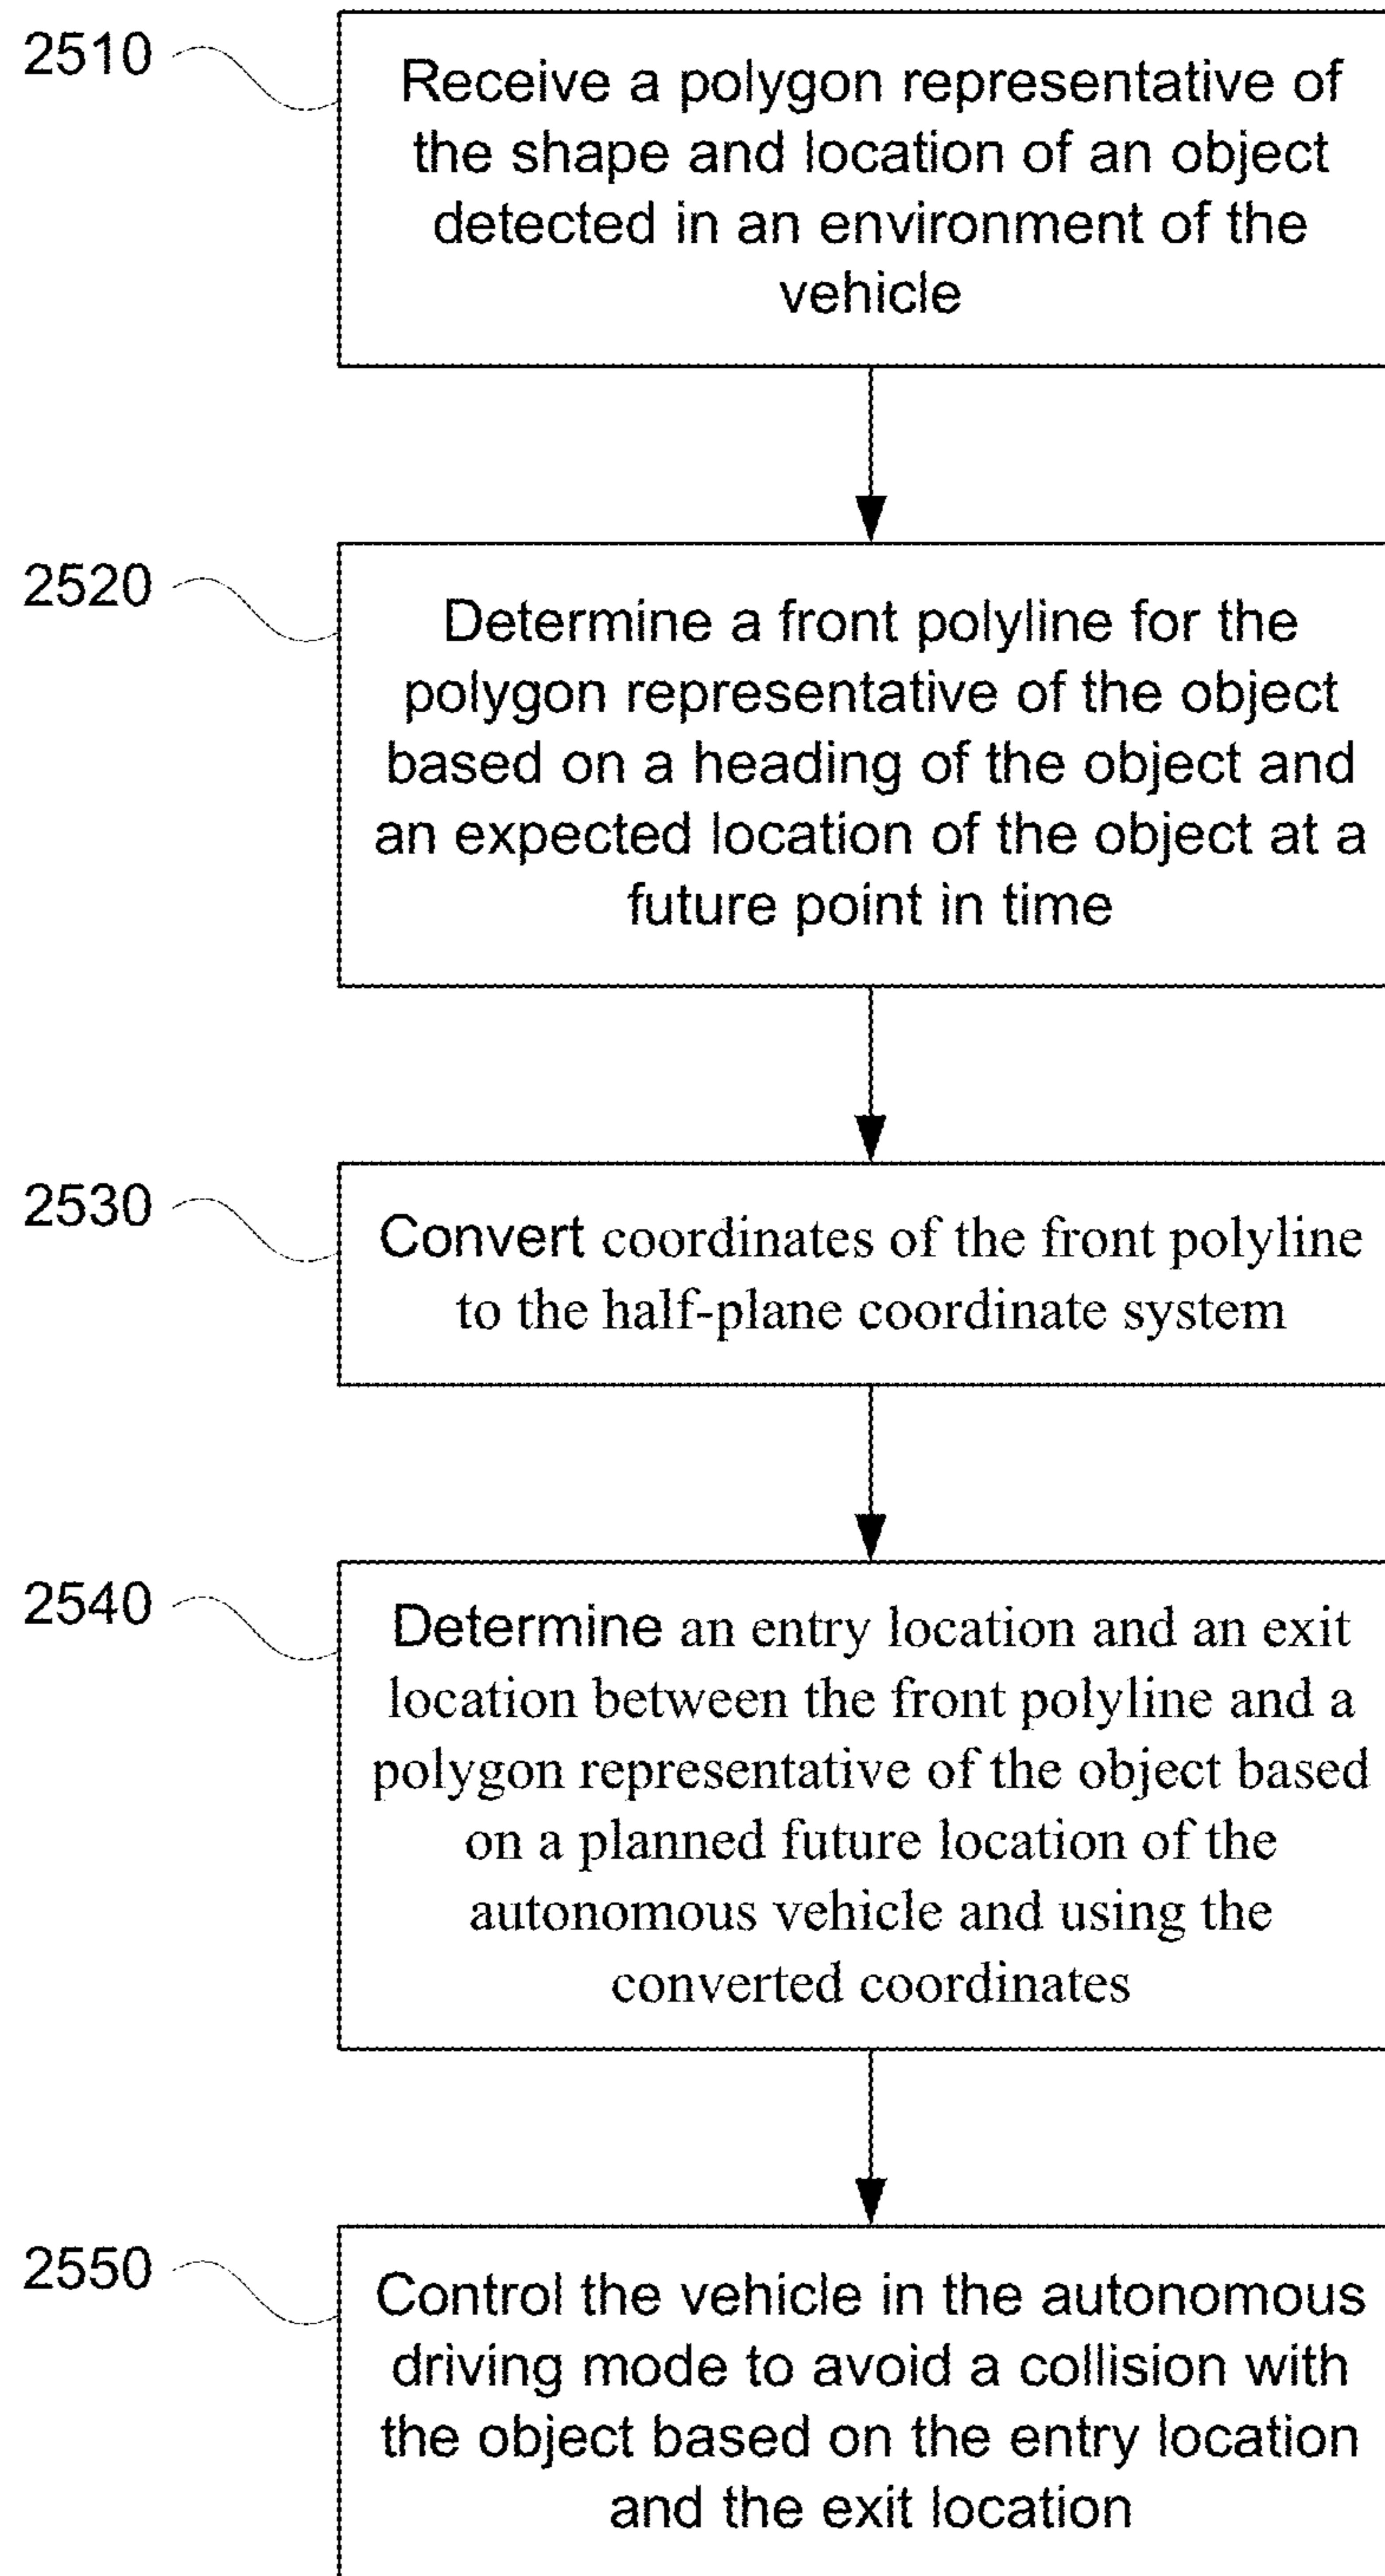 2510
Receive a polygon representative of
the shape and location of an object
detected in an environment of the
vehicle
2520
Determine a front polyline for the
polygon representative of the object
based on a heading of the object and
an expected location of the object at a
future point in time
2530
Convert coordinates of the front polyline
to the half-plane coordinate system
2540
Determine an entry location and an exit
location between the front polyline and a
polygon representative of the object based
on a planned future location of the
autonomous vehicle and using the
converted coordinates
2550
Control the vehicle in the autonomous
driving mode to avoid a collision with
the object based on the entry location
and the exit location